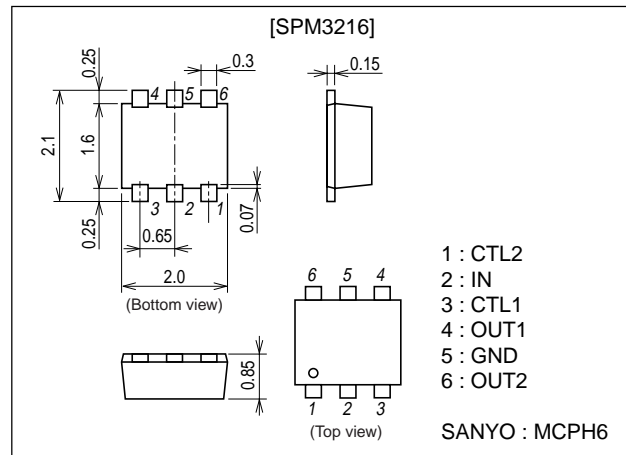 [SPM3216]
0.25
0.3
0.15
4 5 6
2.1
1.6
0.25
3 2 1
0.65
0.07
2.0
(Bottom view)
0.85
6 5 4
1 2 3
(Top view)
1 : CTL2
2 : IN
3 : CTL1
4 : OUT1
5 : GND
6 : OUT2
SANYO : MCPH6